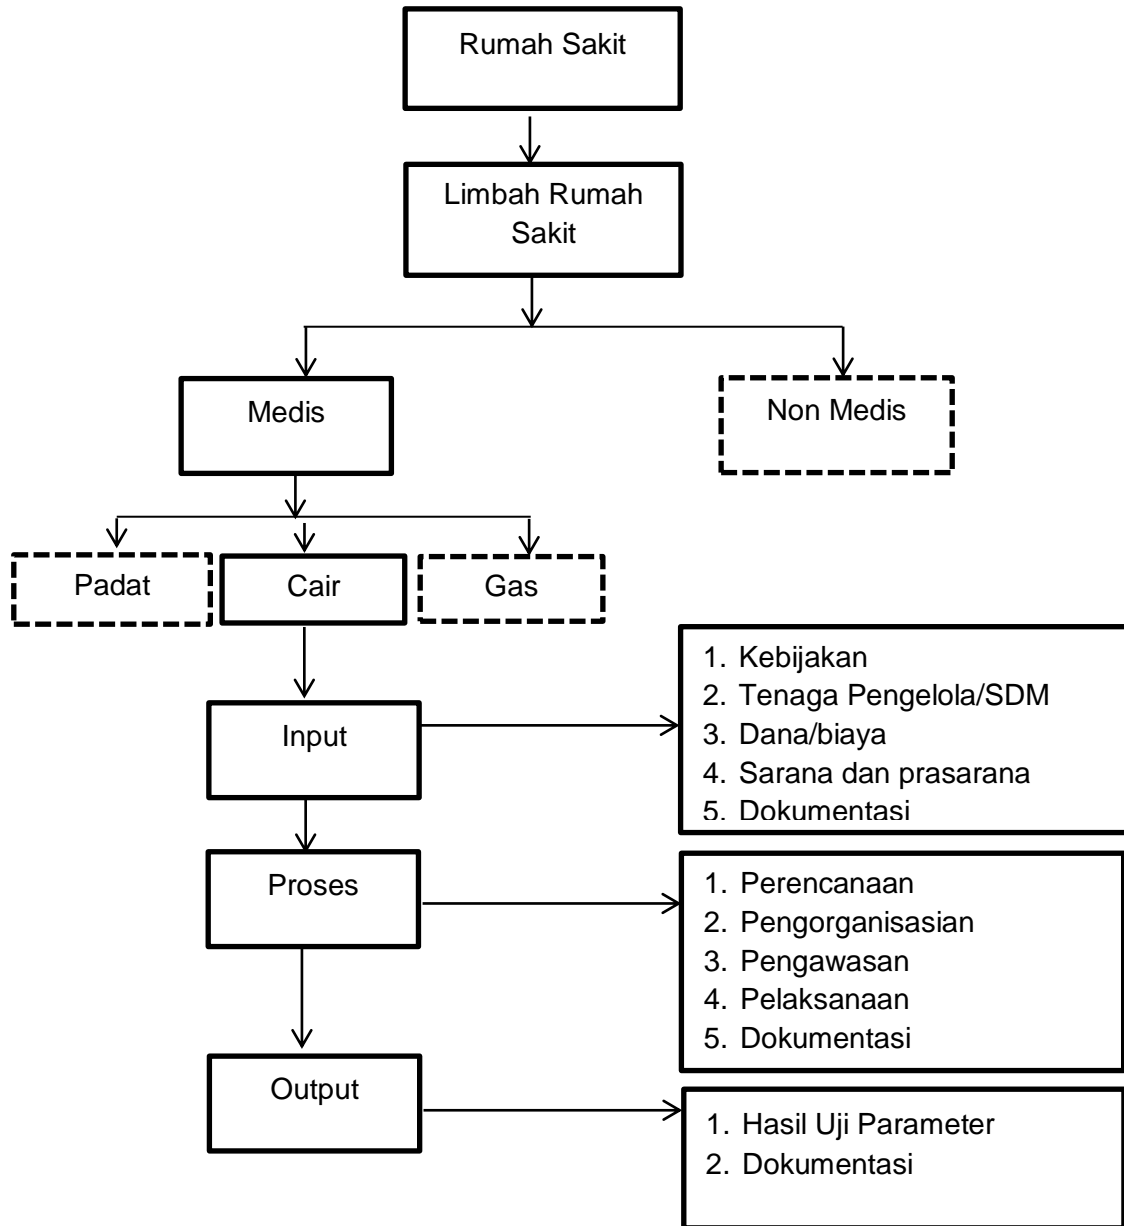 Rumah Sakit
Limbah Rumah
Sakit
Medis
Non Medis
Padat
Cair
Gas
Input
1. Kebijakan
2. Tenaga Pengelola/SDM
3. Dana/biaya
4. Sarana dan prasarana
5. Dokumentasi
Proses
1. Perencanaan
2. Pengorganisasian
3. Pengawasan
4. Pelaksanaan
5. Dokumentasi
Output
1. Hasil Uji Parameter
2. Dokumentasi